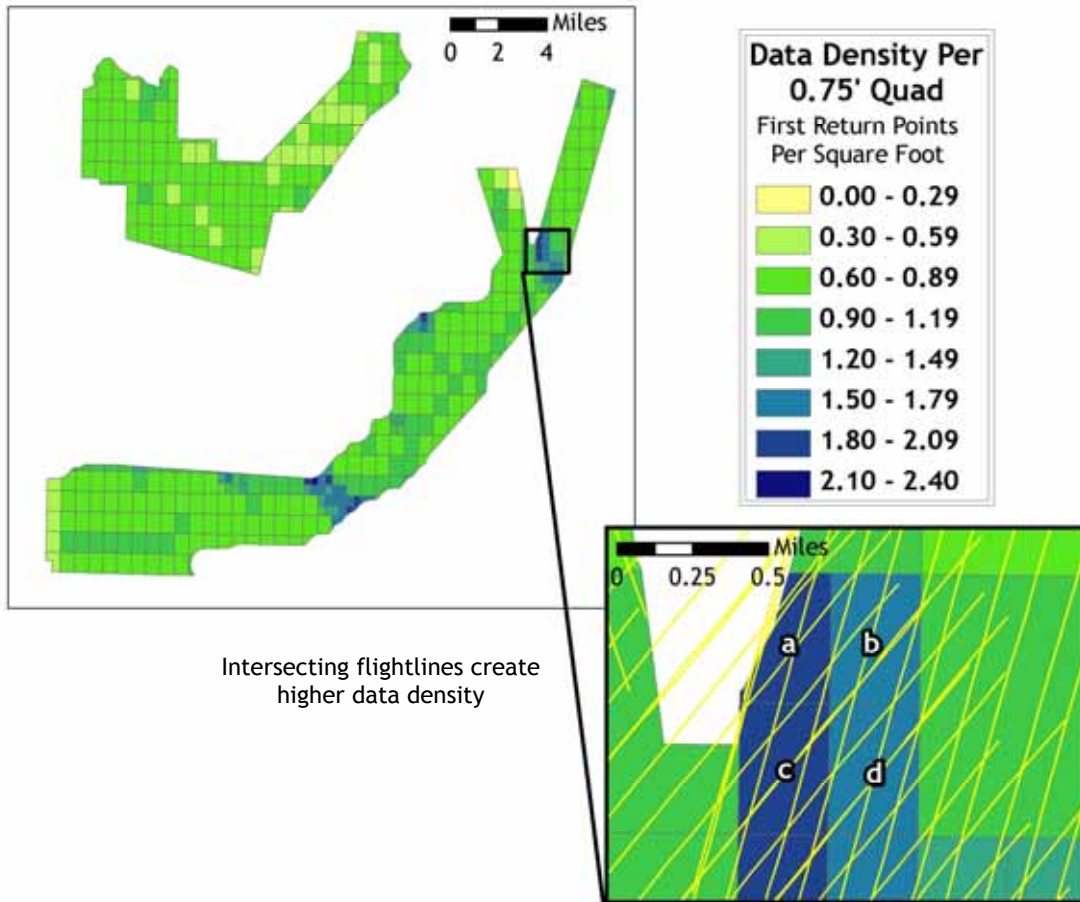 Miles
0 2 4
Data Density Per
0.75' Quad
First Return Points
Per Square Foot
0.00 - 0.29
0.30 - 0.59
0.60 - 0.89
0.90 - 1.19
1.20 - 1.49
1.50 - 1.79
1.80 - 2.09
2.10 - 2.40
Miles
0 0.25 0.5
a b
c d
Intersecting flightlines create
higher data density